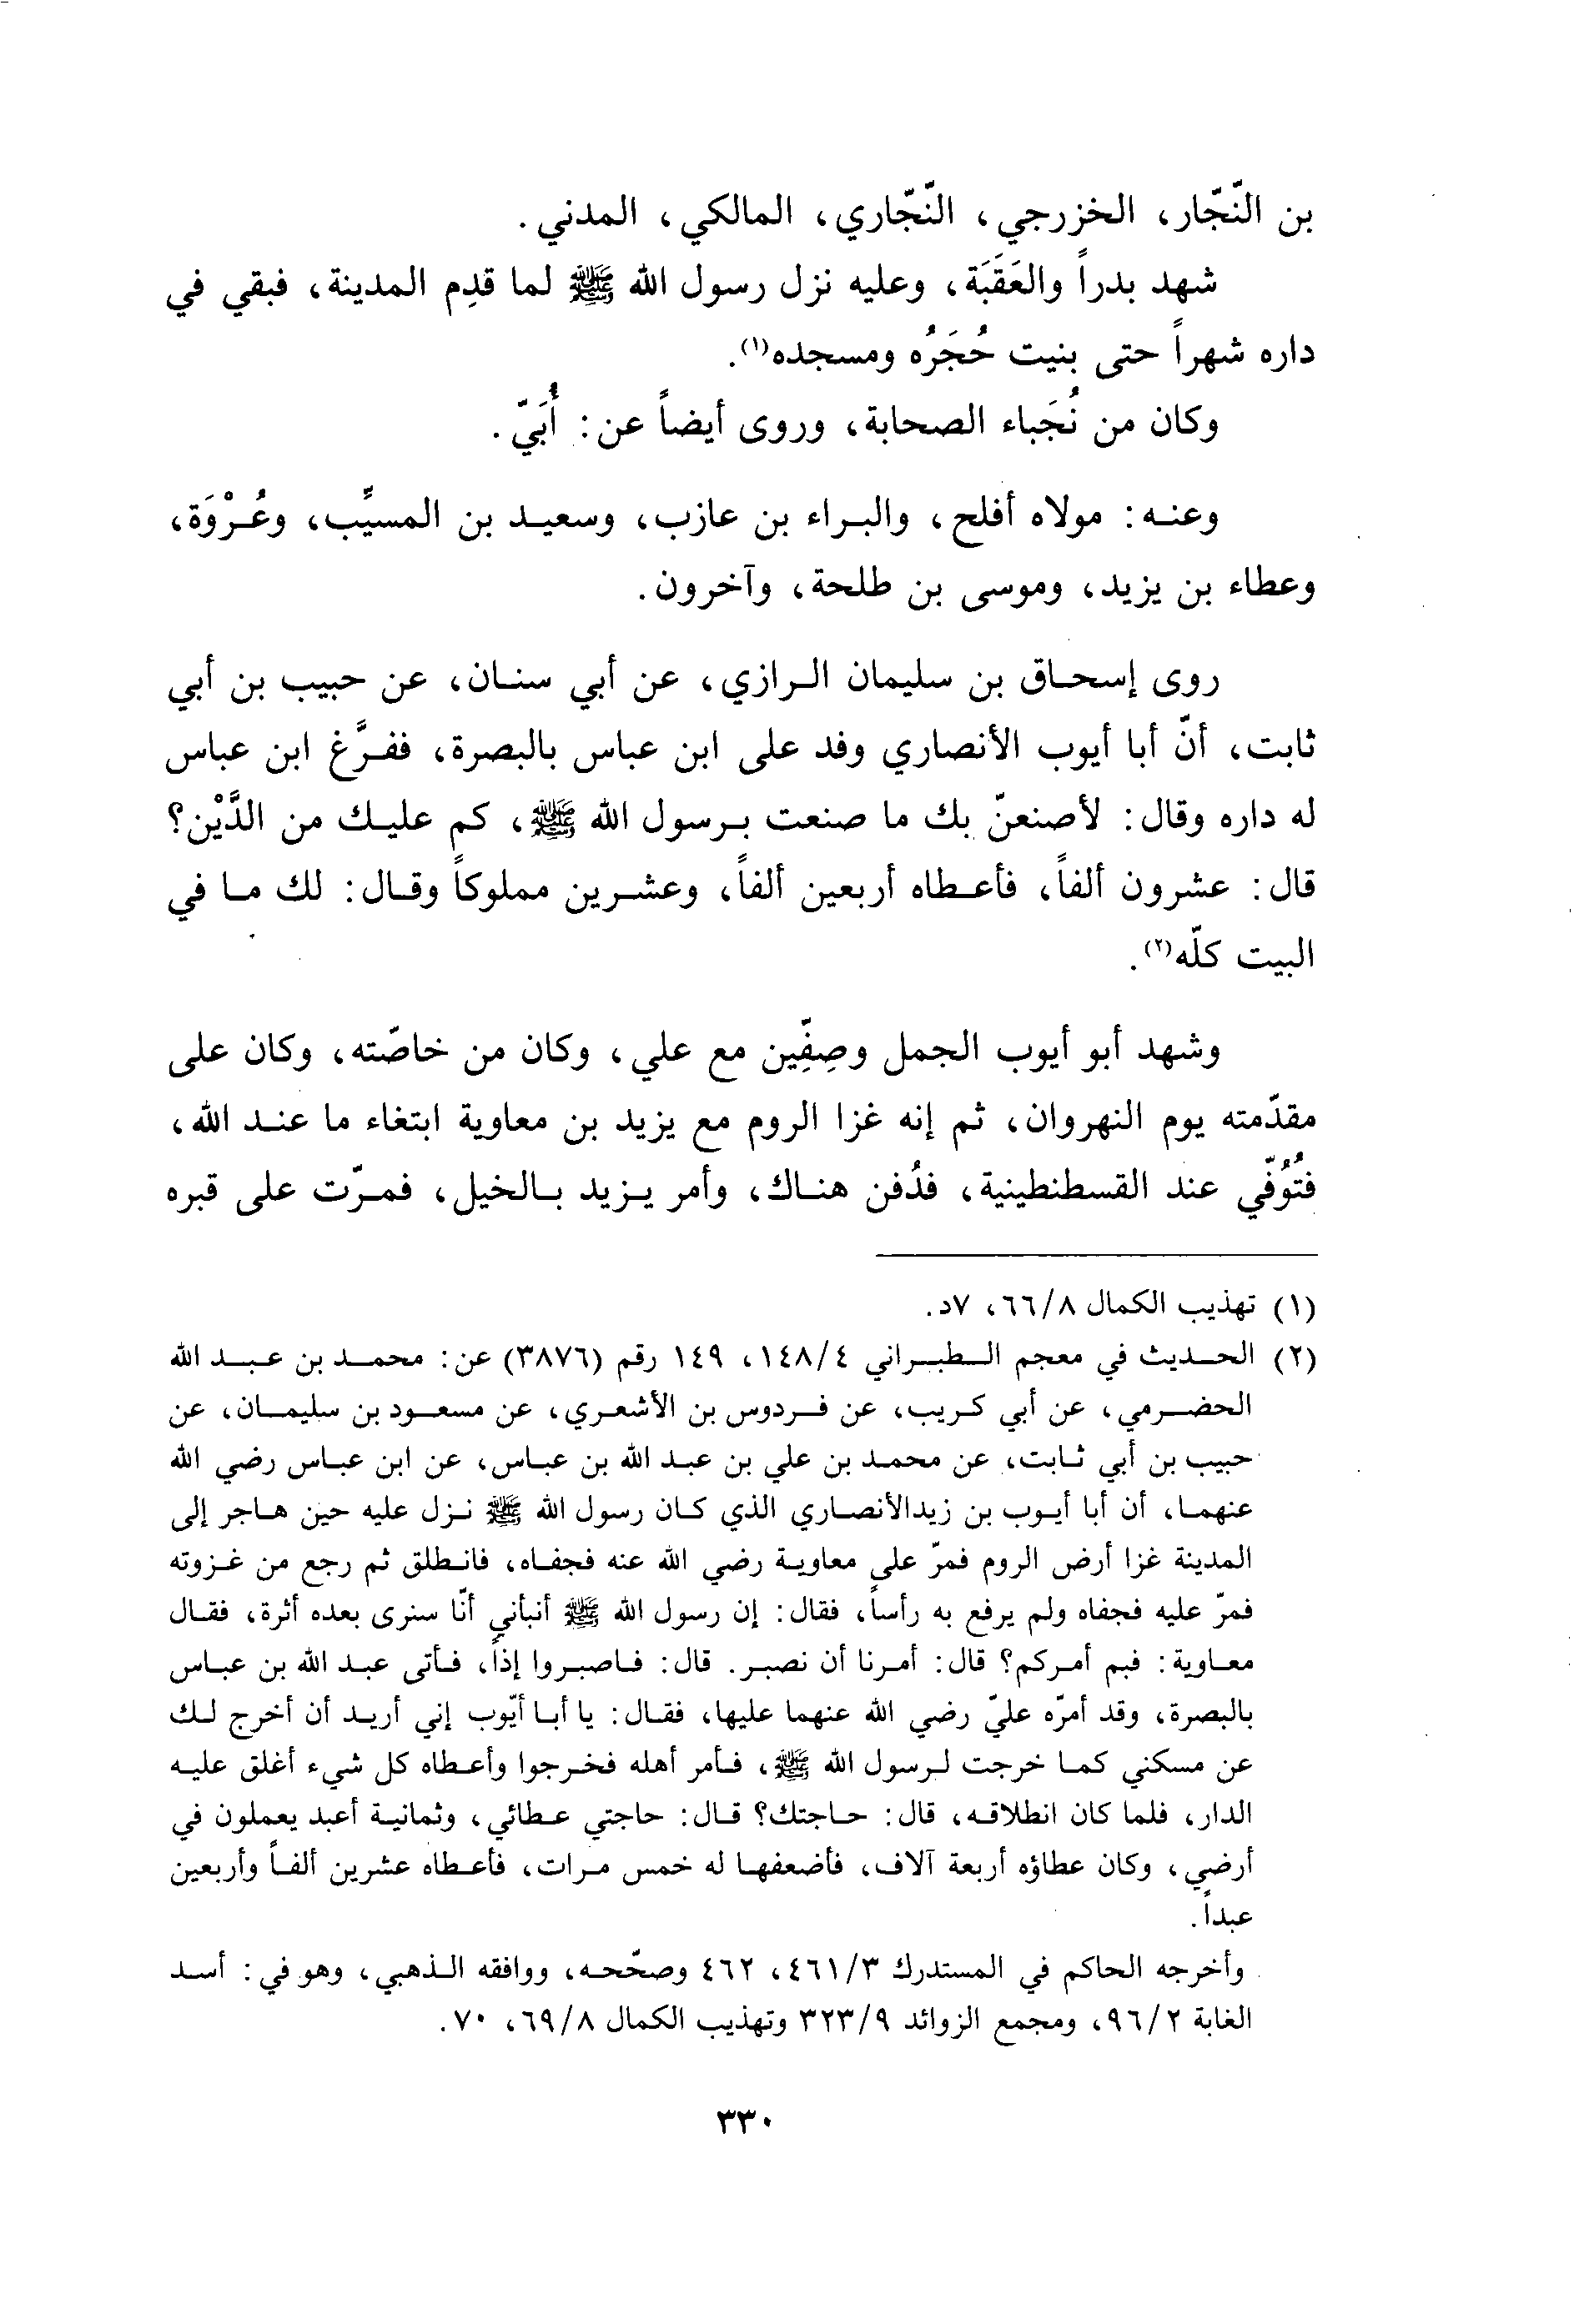 بن النّجّار، الخزرجي، النّجّاري، المالكي، المدني.
شهد بدراً والعَقَبَة، وعليه نزل رسول الله ﷺ لما قدِم المدينة، فبقي في
داره شهراً حتى بنيت حُجَرُه ومسجده(١).
وكان من نُجَباء الصحابة، وروى أيضاً عن: أُبَيّ.
وعنه: مولاه أفلح، والبراء بن عازب، وسعيد بن المسيِّب، وعُرْوَة،
وعطاء بن يزيد، وموسى بن طلحة، وآخرون.
روى إسحاق بن سليمان الرازي، عن أبي سنان، عن حبيب بن أبي
ثابت، أنّ أبا أيوب الأنصاري وفد على ابن عباس بالبصرة، ففرَّغ ابن عباس
له داره وقال: لأصنعنّ بك ما صنعت برسول الله ﷺ، كم عليك من الدَّيْن؟
قال: عشرون ألفاً، فأعطاه أربعين ألفاً، وعشرين مملوكاً وقال: لك ما في
البيت كلّه(٢).
وشهد أبو أيوب الجمل وصِفِّين مع علي، وكان من خاصّته، وكان على
مقدّمته يوم النهروان، ثم إنه غزا الروم مع يزيد بن معاوية ابتغاء ما عند الله،
فتُوُفّي عند القسطنطينية، فدُفن هناك، وأمر يزيد بالخيل، فمرّت على قبره
(١) تهذيب الكمال ٦٦/٨، ٧د.
(٢) الحديث في معجم الطبراني ١٤٨/٤، ١٤٩ رقم (٣٨٧٦) عن: محمد بن عبد الله
الحضرمي، عن أبي كريب، عن فردوس بن الأشعري، عن مسعود بن سليمان، عن
حبيب بن أبي ثابت، عن محمد بن علي بن عبد الله بن عباس، عن ابن عباس رضي الله
عنهما، أن أبا أيوب بن زيدالأنصاري الذي كان رسول الله ﷺ نزل عليه حين هاجر إلى
المدينة غزا أرض الروم فمرّ على معاوية رضي الله عنه فجفاه، فانطلق ثم رجع من غزوته
فمرّ عليه فجفاه ولم يرفع به رأساً، فقال: إن رسول الله ﷺ أنبأني أنّا سنرى بعده أثرة، فقال
معاوية: فبم أمركم؟ قال: أمرنا أن نصبر. قال: فاصبروا إذاً، فأتى عبد الله بن عباس
بالبصرة، وقد أمرّه عليّ رضي الله عنهما عليها، فقال: يا أبا أيّوب إني أريد أن أخرج لك
عن مسكني كما خرجت لرسول الله ﷺ، فأمر أهله فخرجوا وأعطاه كل شيء أغلق عليه
الدار، فلما كان انطلاقه، قال: حاجتك؟ قال: حاجتي عطائي، وثمانية أعبد يعملون في
أرضي، وكان عطاؤه أربعة آلاف، فأضعفها له خمس مرات، فأعطاه عشرين ألفاً وأربعين
عبداً.
وأخرجه الحاكم في المستدرك ٤٦١/٣، ٤٦٢ وصحّحه، ووافقه الذهبي، وهو في: أسد
الغابة ٩٦/٢، ومجمع الزوائد ٣٢٣/٩ وتهذيب الكمال ٦٩/٨، ٧٠.
٣٣٠